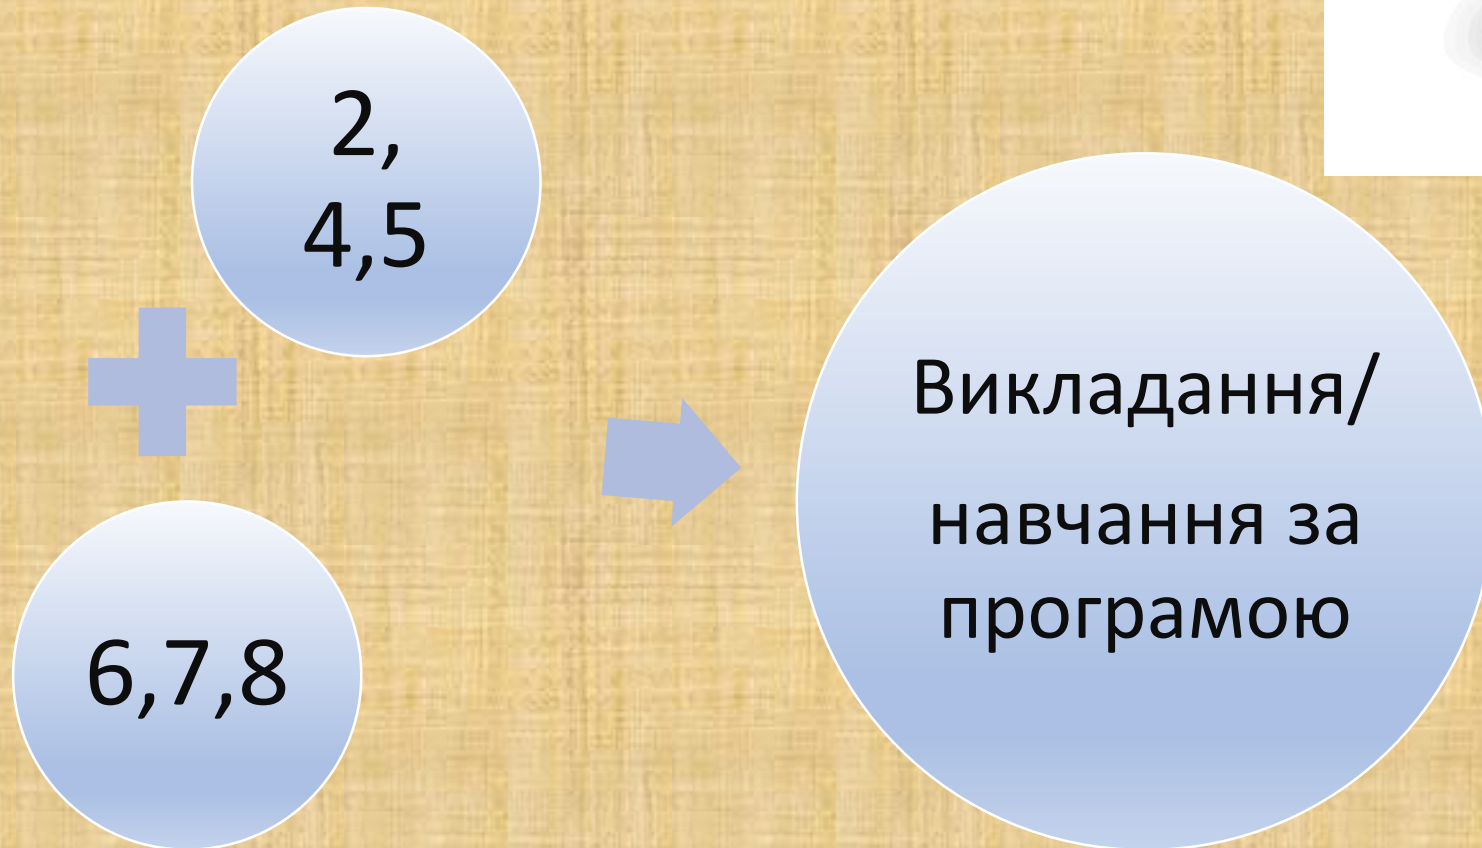 2,
4,5
6,7,8
Викладання/
навчання за
програмою